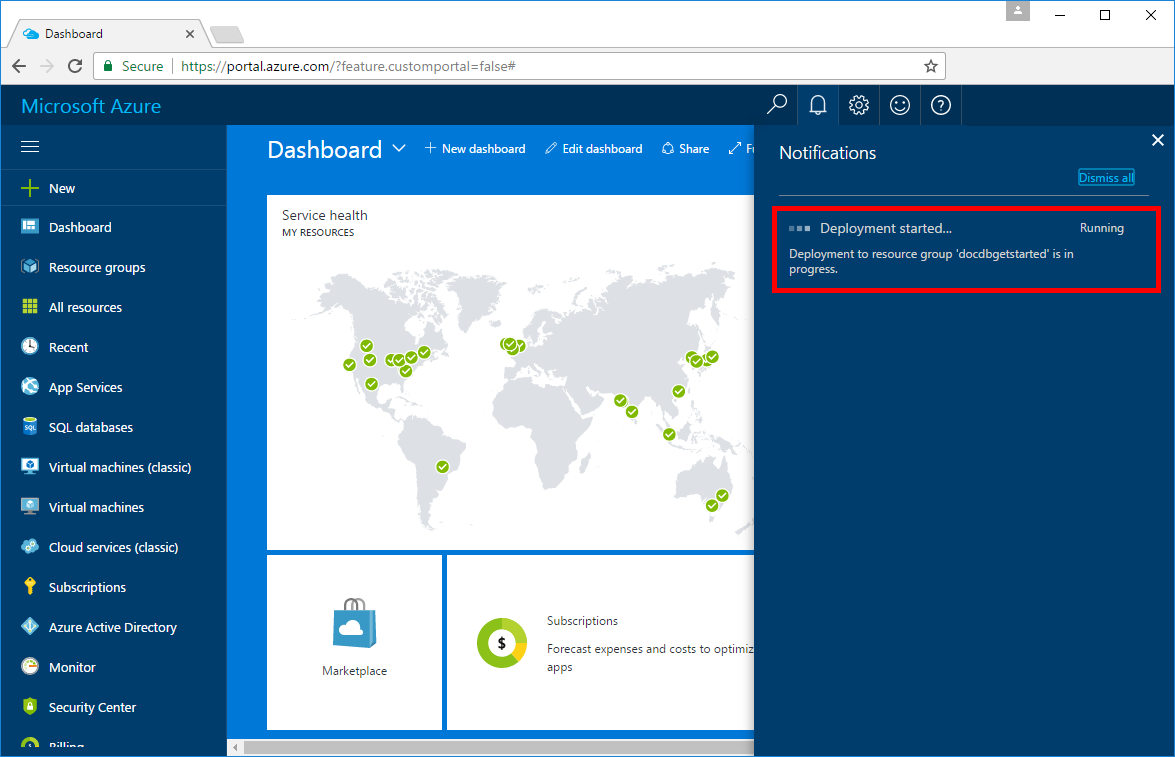 Dashboard
Secure
https://portal.azure.com/?feature.customportal=false#
Microsoft Azure
Dashboard
New dashboard
Edit dashboard
Share
Notifications
Dismiss all
Deployment started...
Running
Deployment to resource group 'docdbgetstarted' is in
progress.
New
Dashboard
Resource groups
All resources
Recent
App Services
SQL databases
SQL
Virtual machines (classic)
Virtual machines
Cloud services (classic)
Subscriptions
Azure Active Directory
Monitor
Security Center
Billing
Service health
MY RESOURCES
Marketplace
$
Subscriptions
Forecast expenses and costs to optimiz
apps